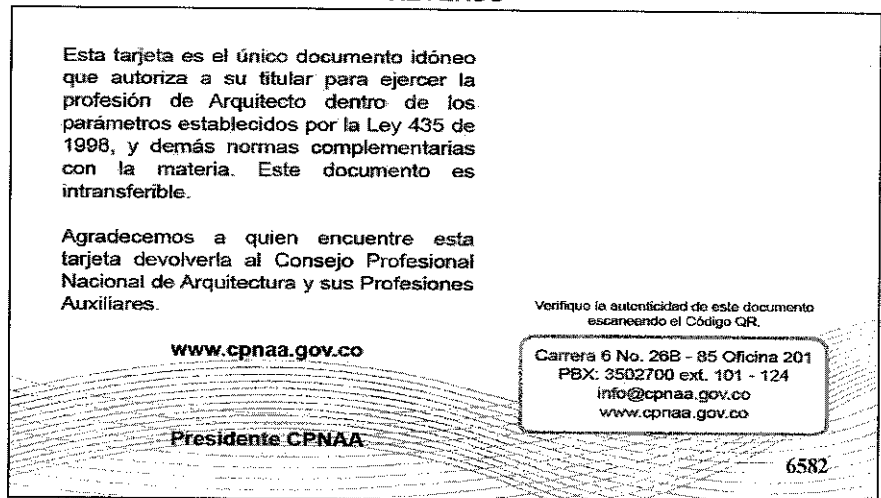 Esta tarjeta es el único documento idóneo
que autoriza a su titular para ejercer la
profesión de Arquitecto dentro de los
parámetros establecidos por la Ley 435 de
1998, y demás normas complementarias
con la materia. Este documento es
intransferible.
Agradecemos a quien encuentre esta
tarjeta devolverla al Consejo Profesional
Nacional de Arquitectura y sus Profesiones
Auxiliares.
www.cpnaa.gov.co
Presidente CPNAA
Verifique la autenticidad de este documento
escaneando el Código QR.
Carrera 6 No. 26B - 85 Oficina 201
PBX: 3502700 ext. 101 - 124
info@cpnaa.gov.co
www.cpnaa.gov.co
6582